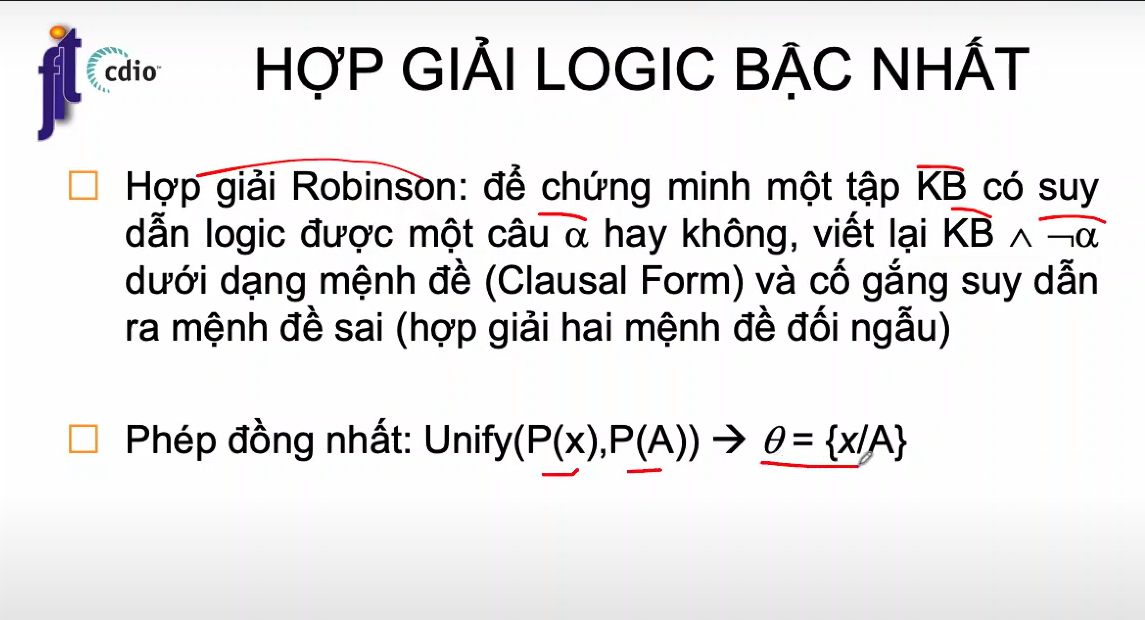 fit cdio™
HỢP GIẢI LOGIC BẬC NHẤT
Hợp giải Robinson: để chứng minh một tập KB có suy
dẫn logic được một câu α hay không, viết lại KB ∧ ¬α
dưới dạng mệnh đề (Clausal Form) và cố gắng suy dẫn
ra mệnh đề sai (hợp giải hai mệnh đề đối ngẫu)
Phép đồng nhất: Unify(P(x),P(A)) → θ = {x/A}